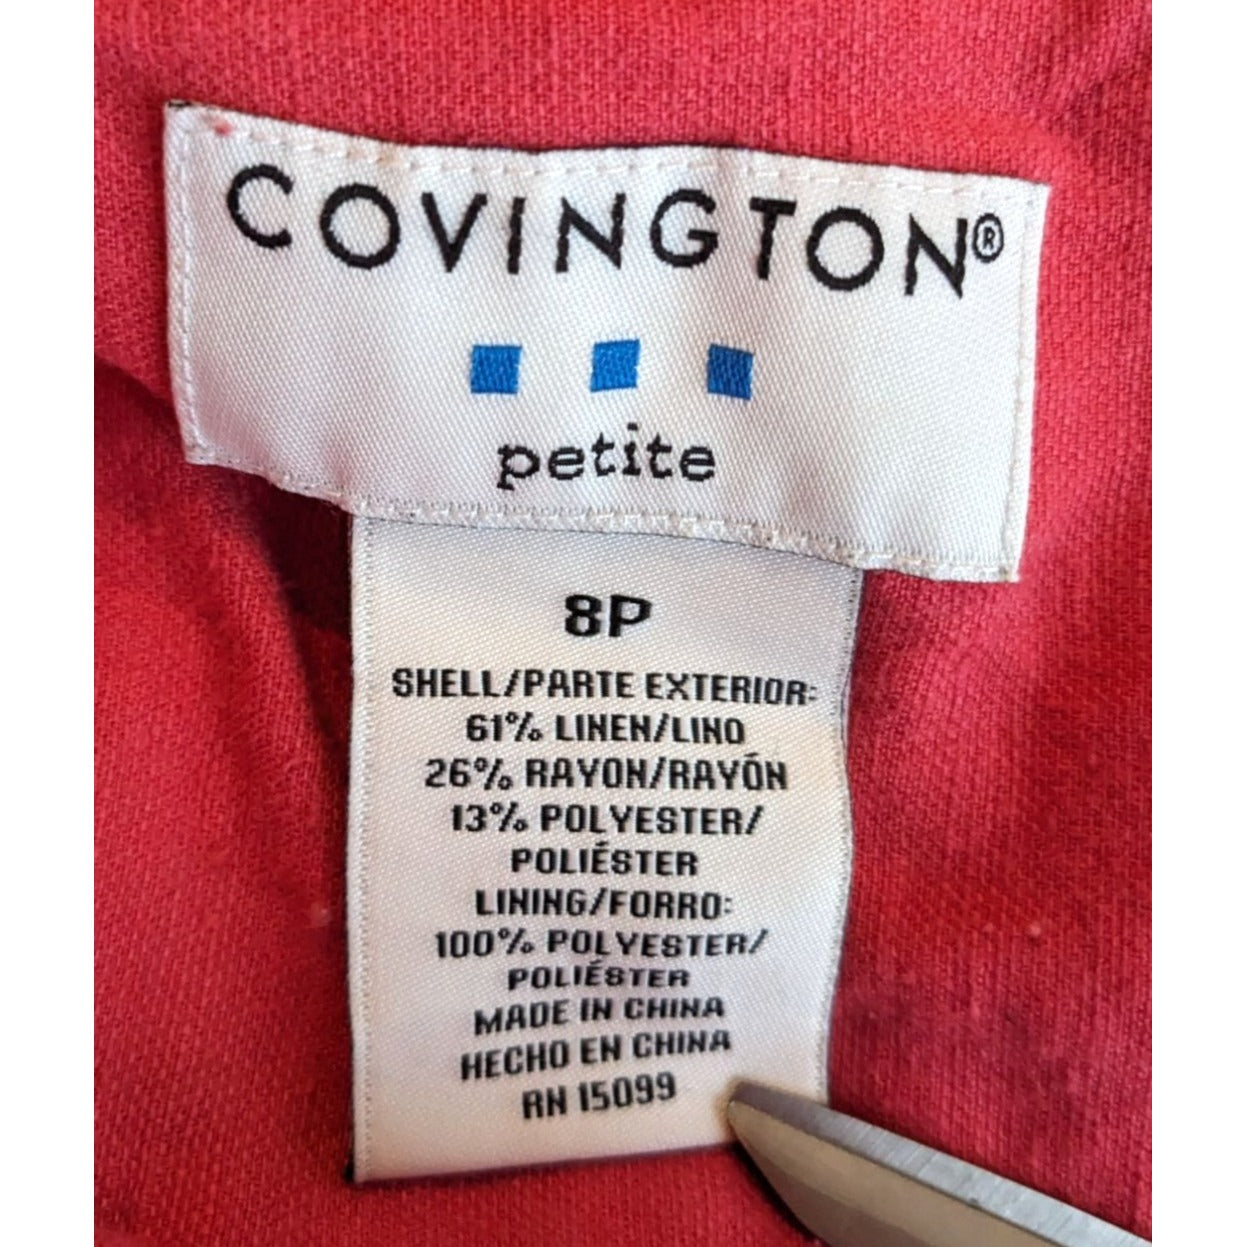 COVINGTON®
petite
8P
SHELL/PARTE EXTERIOR:
61% LINEN/LINO
26% RAYON/RAYÓN
13% POLYESTER/
POLIÉSTER
LINING/FORRO:
100% POLYESTER/
POLIÉSTER
MADE IN CHINA
HECHO EN CHINA
RN 15099